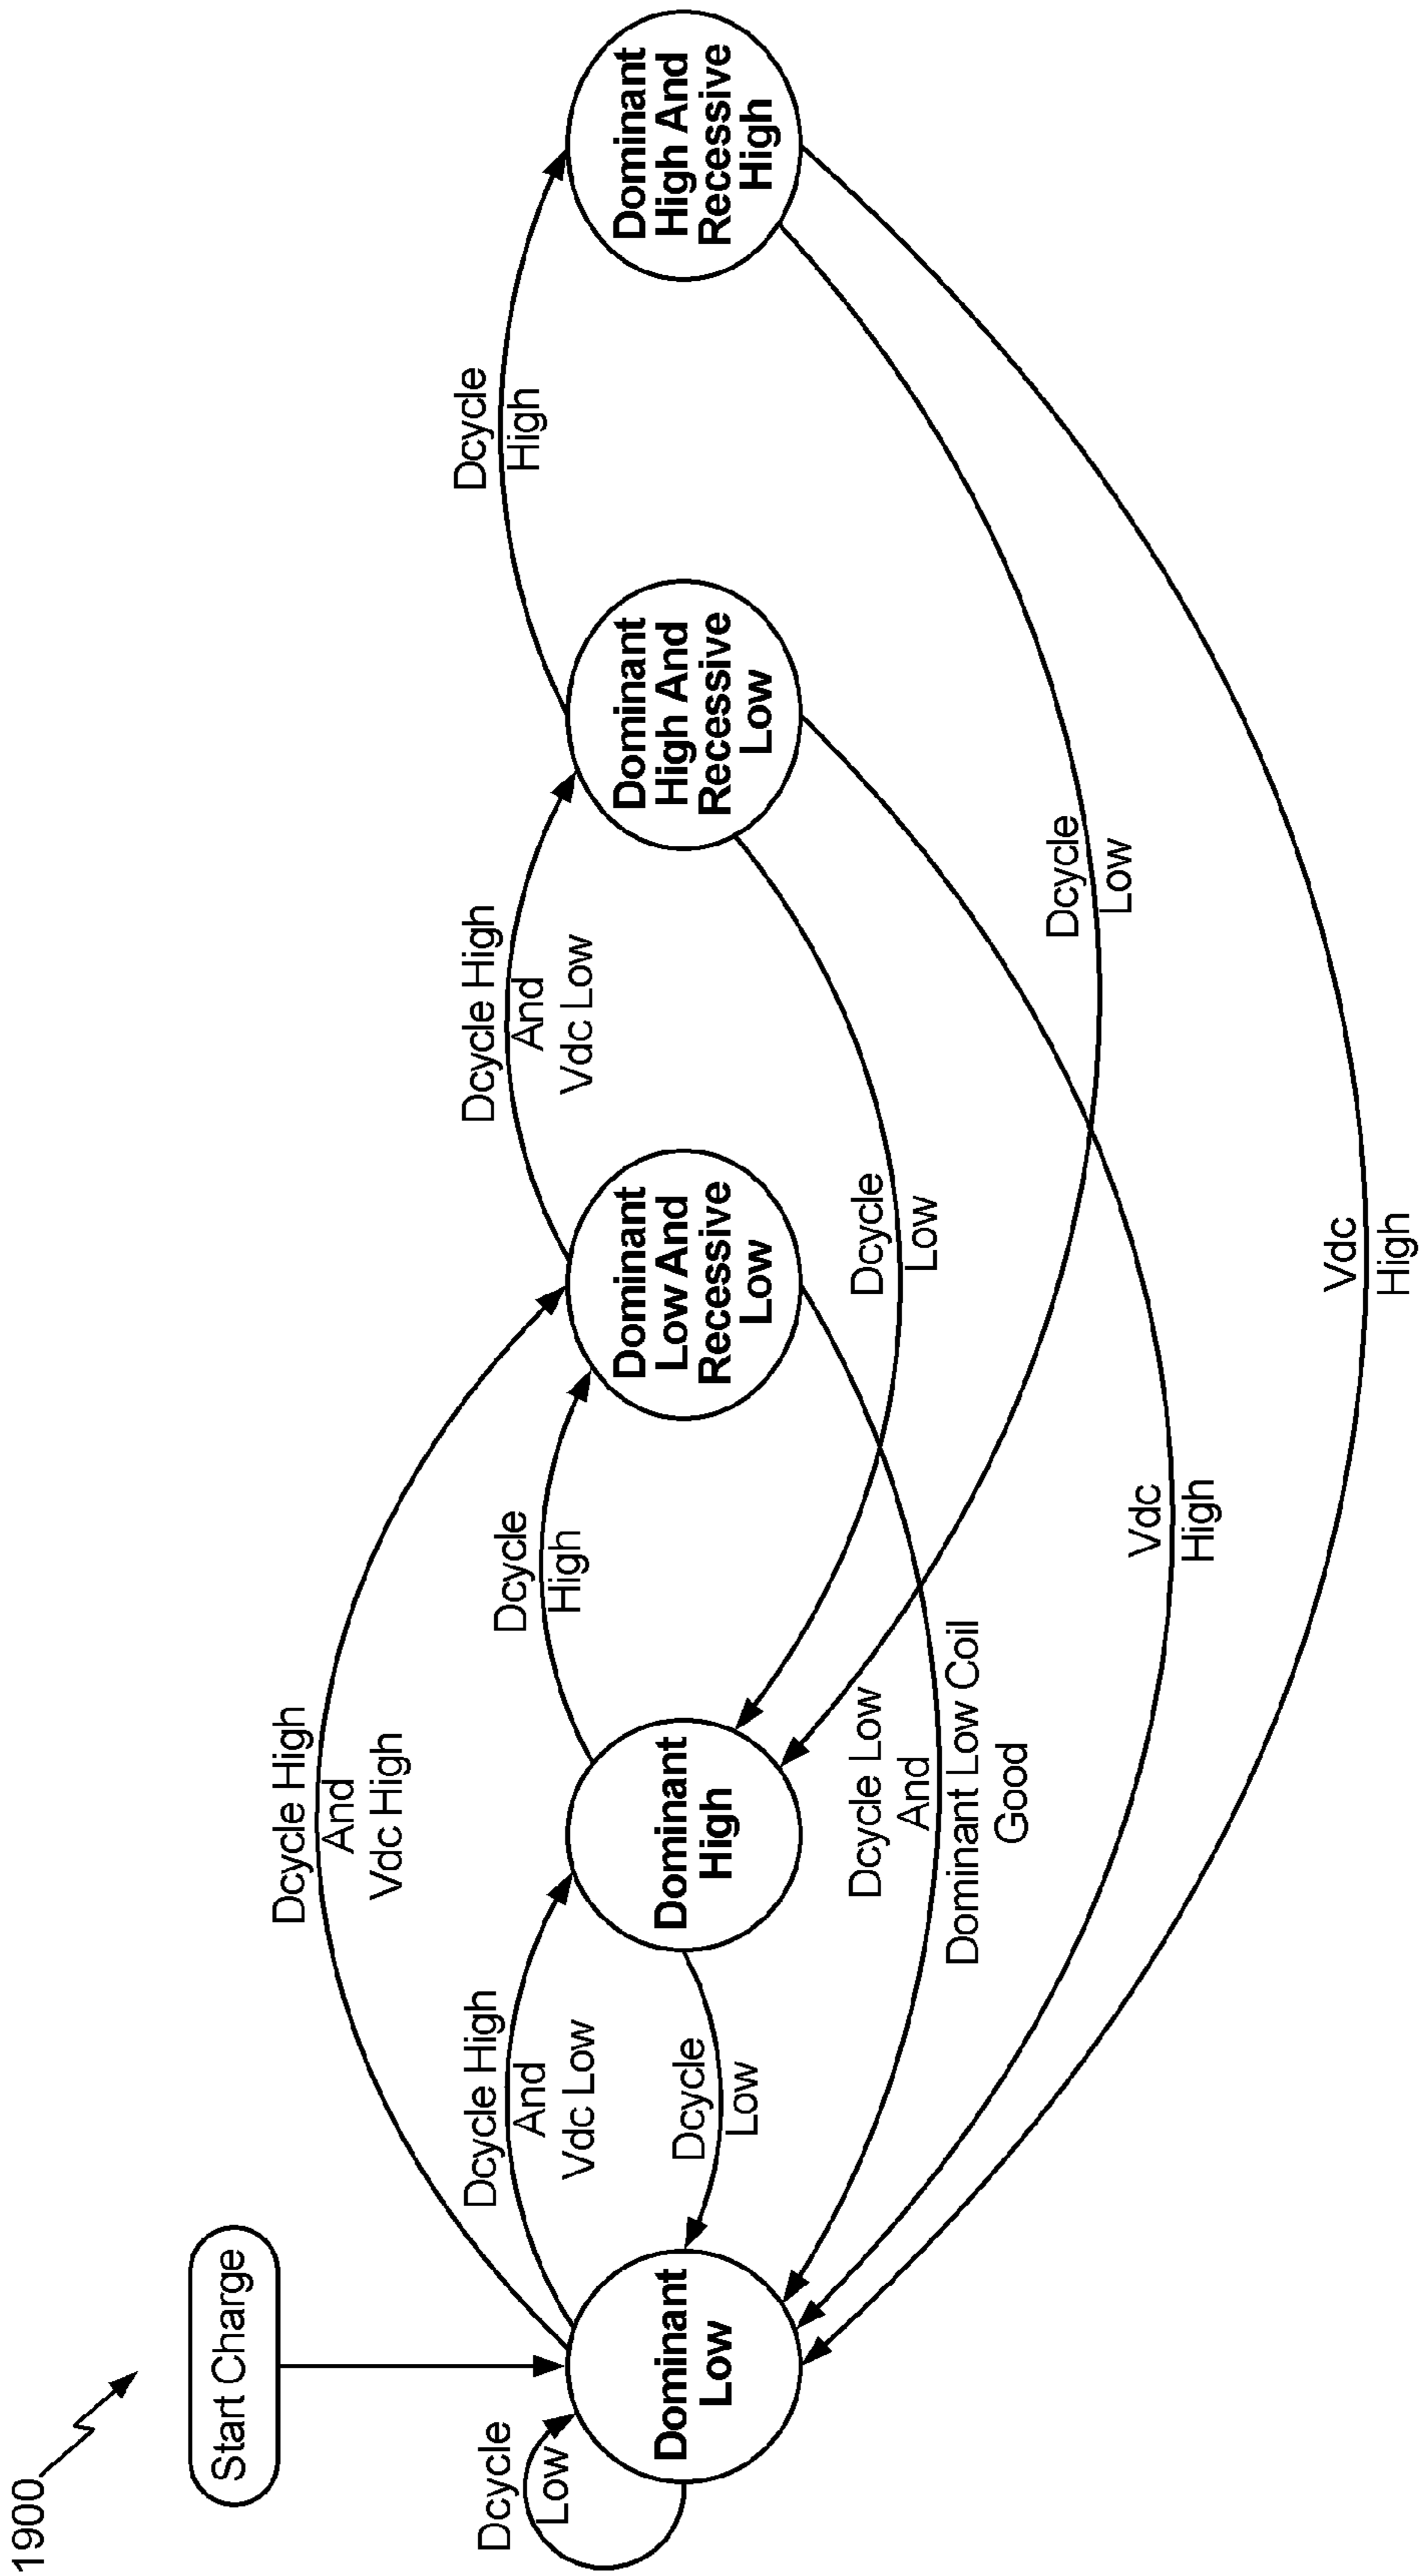 1900
Start Charge
Dcycle
Low
Dominant
Low
Dcycle High
And
Vdc High
Dcycle High
And
Vdc Low
Dcycle
Low
Dominant
High
Dcycle
High
Dcycle Low
And
Dominant Low Coil
Good
Dominant
Low And
Recessive
Low
Dcycle High
And
Vdc Low
Dcycle
Low
Vdc
High
Dominant
High And
Recessive
Low
Dcycle
High
Dcycle
Low
Vdc
High
Dominant
High And
Recessive
High